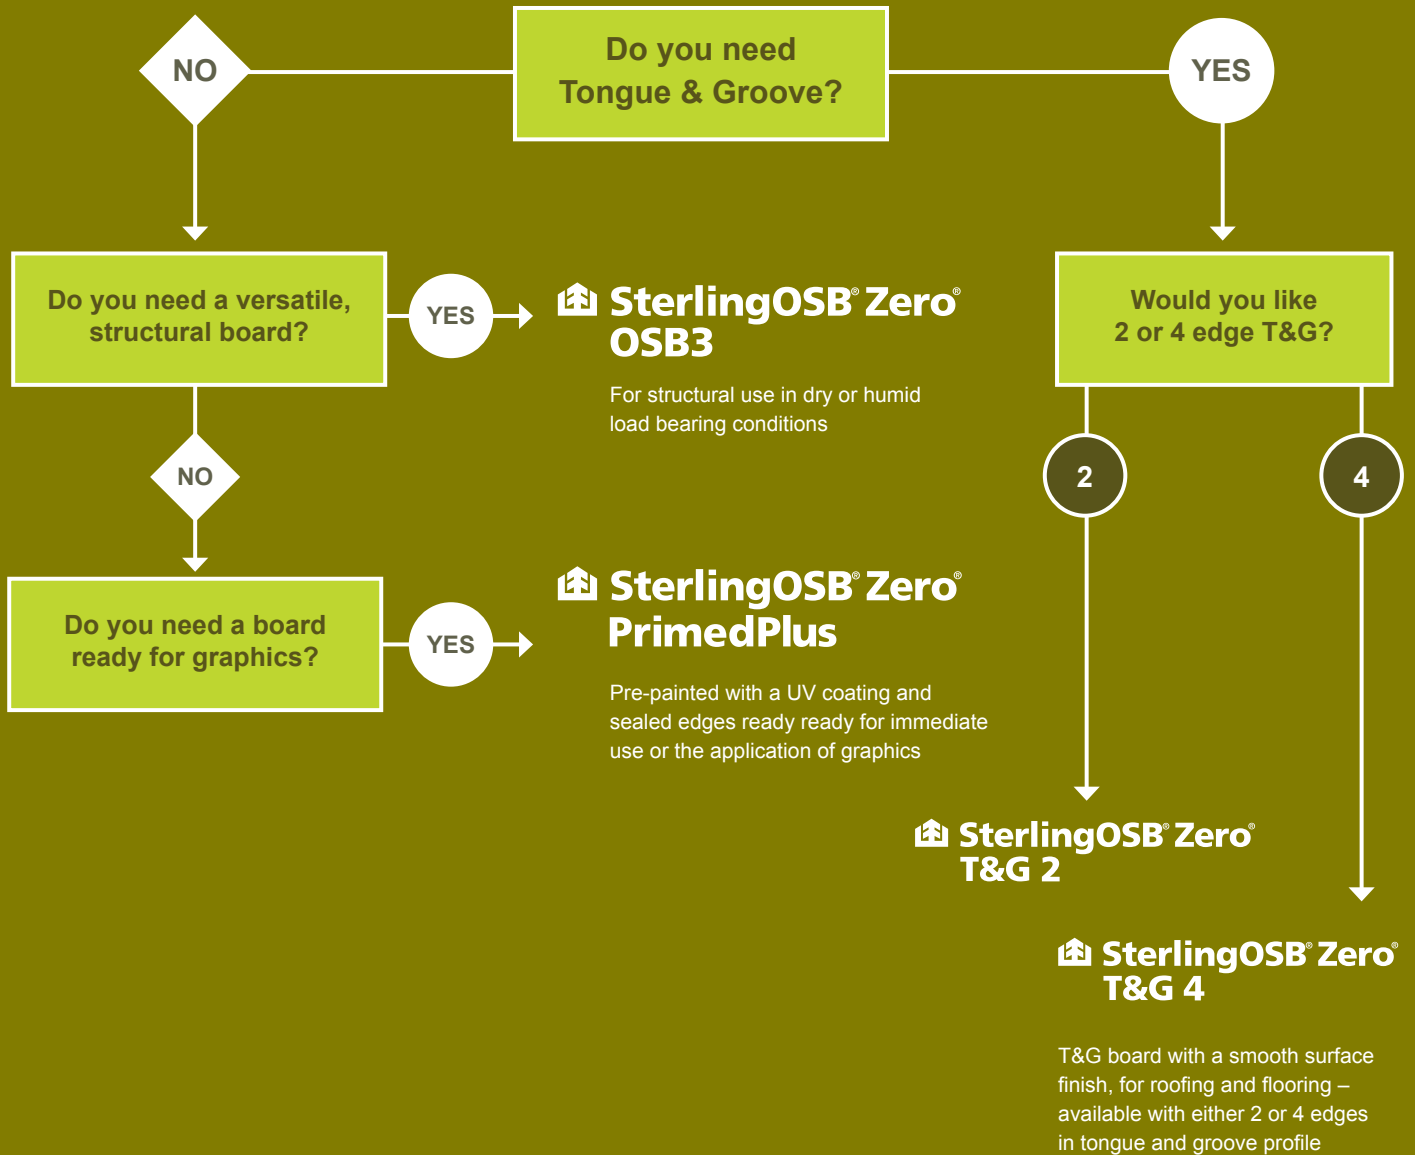 Do you need
Tongue & Groove?
NO
YES
Do you need a versatile,
structural board?
YES
SterlingOSB® Zero®
OSB3
For structural use in dry or humid
load bearing conditions
Would you like
2 or 4 edge T&G?
NO
2
4
Do you need a board
ready for graphics?
YES
SterlingOSB® Zero®
PrimedPlus
Pre-painted with a UV coating and
sealed edges ready ready for immediate
use or the application of graphics
SterlingOSB® Zero®
T&G 2
SterlingOSB® Zero®
T&G 4
T&G board with a smooth surface
finish, for roofing and flooring –
available with either 2 or 4 edges
in tongue and groove profile